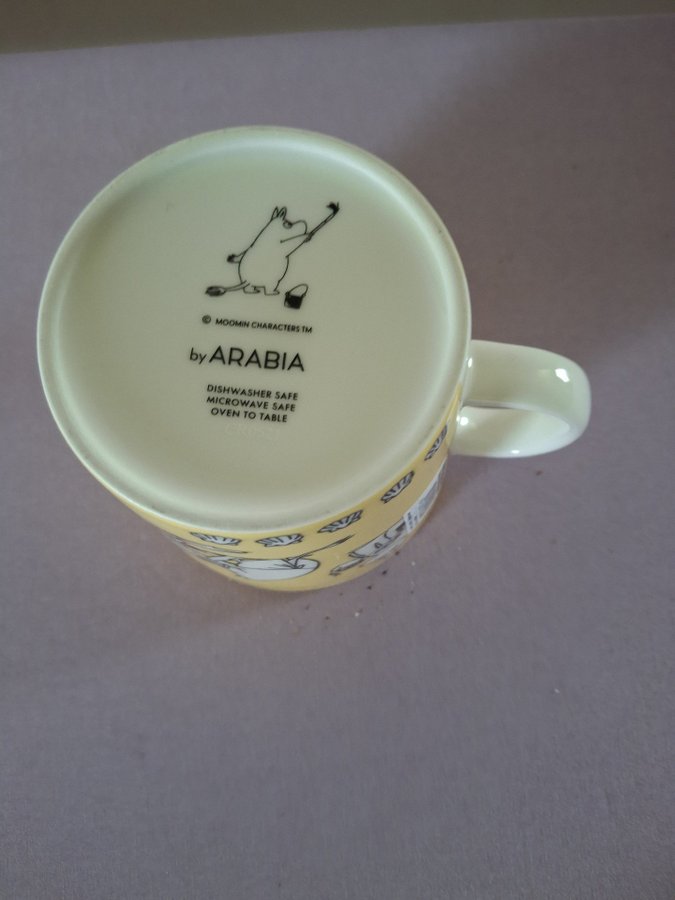 © MOOMIN CHARACTERS TM
by ARABIA
DISHWASHER SAFE
MICROWAVE SAFE
OVEN TO TABLE